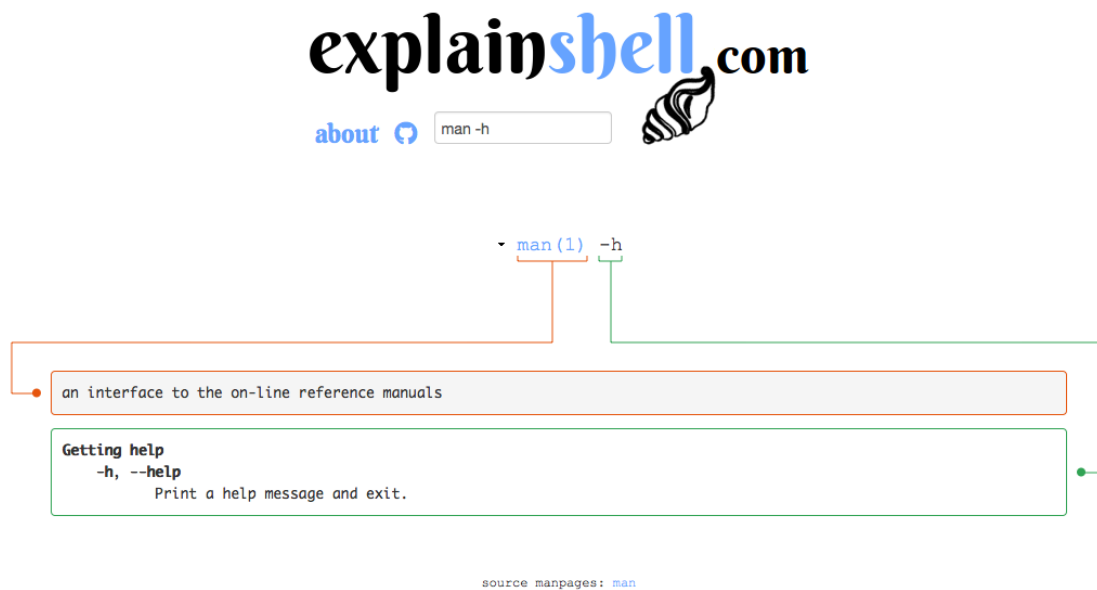 explainshell.com
about man -h
man(1) -h
an interface to the on-line reference manuals
Getting help
-h, --help
Print a help message and exit.
source manpages: man